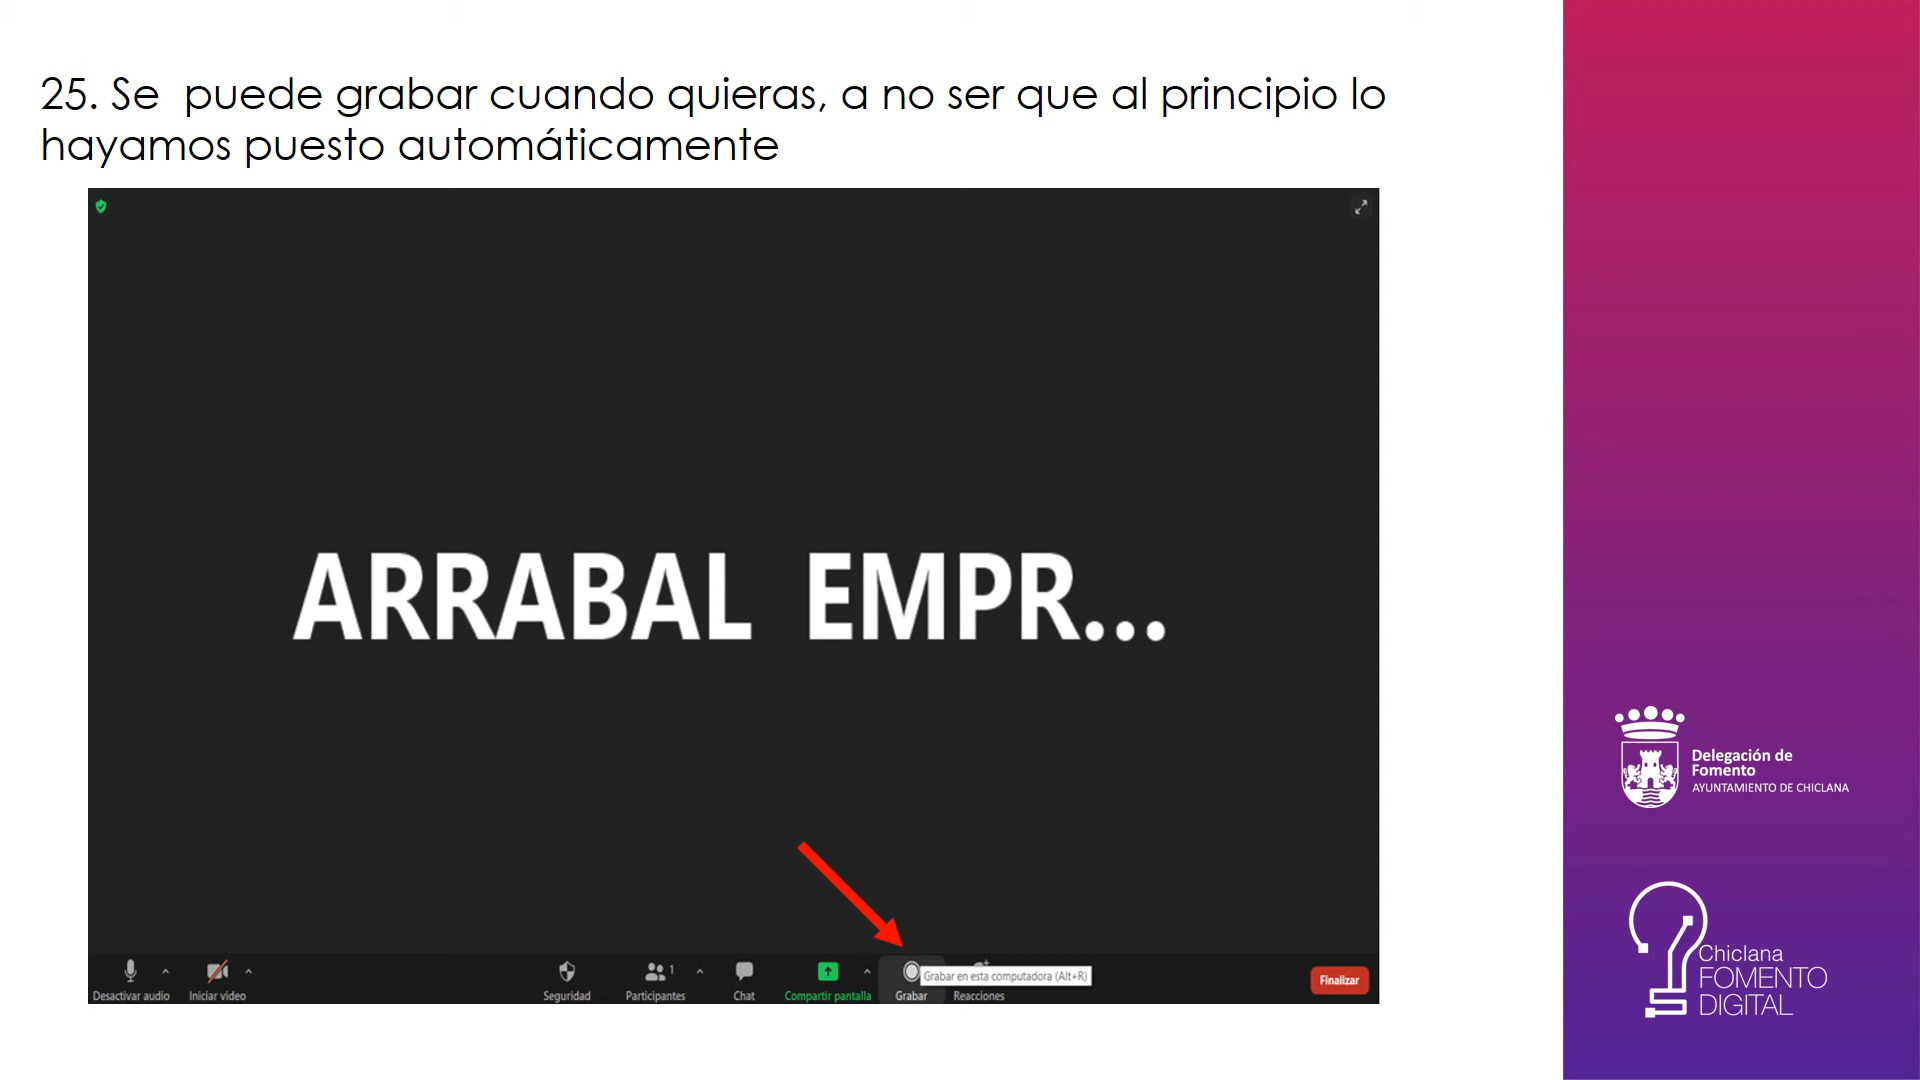 25. Se  puede grabar cuando quieras, a no ser que al principio lo
hayamos puesto automáticamente
ARRABAL EMPR...
Desactivar audio
Iniciar video
Seguridad
1
Participantes
Chat
Compartir pantalla
Grabar
Grabar en esta computadora (Alt+R)
Reacciones
Finalizar
Delegación de
Fomento
AYUNTAMIENTO DE CHICLANA
Chiclana
FOMENTO
DIGITAL